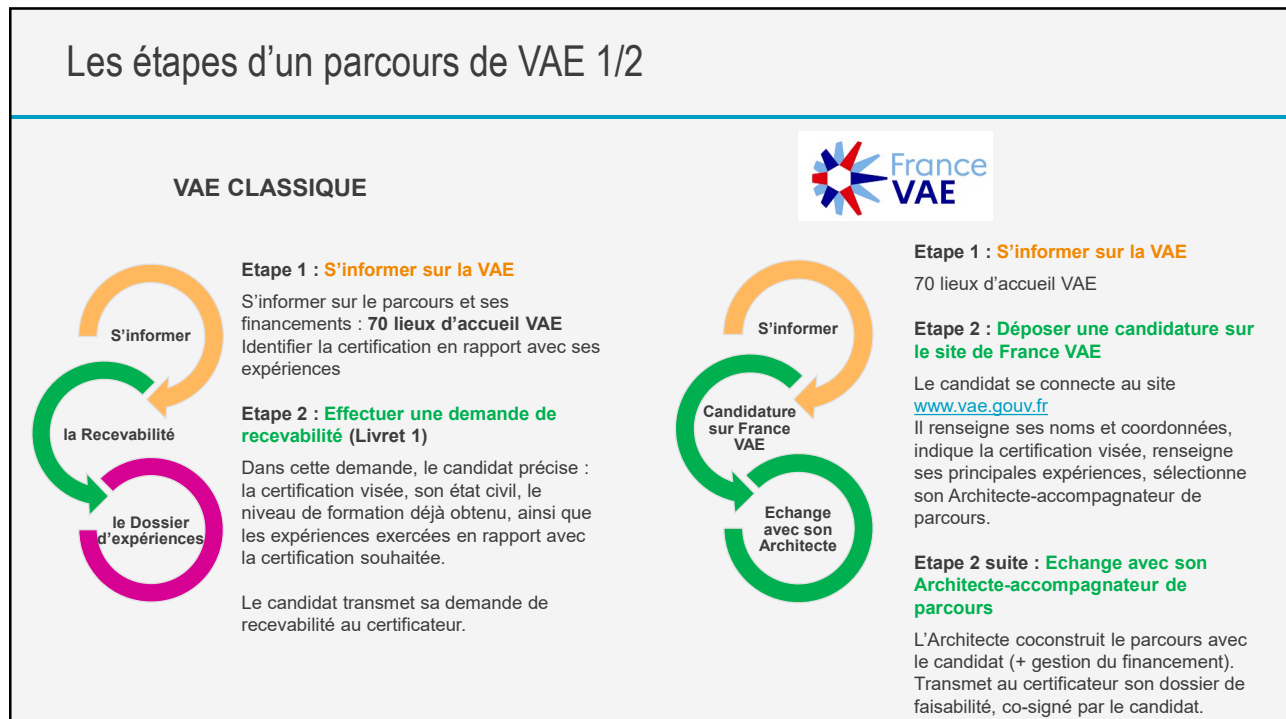 Les étapes d’un parcours de VAE 1/2
VAE CLASSIQUE
S’informer
la Recevabilité
le Dossier
d’expériences
Etape 1 : S’informer sur la VAE
S’informer sur le parcours et ses
financements : 70 lieux d’accueil VAE
Identifier la certification en rapport avec ses
expériences
Etape 2 : Effectuer une demande de
recevabilité (Livret 1)
Dans cette demande, le candidat précise :
la certification visée, son état civil, le
niveau de formation déjà obtenu, ainsi que
les expériences exercées en rapport avec
la certification souhaitée.
Le candidat transmet sa demande de
recevabilité au certificateur.
France
VAE
S’informer
Candidature
sur France
VAE
Echange
avec son
Architecte
Etape 1 : S’informer sur la VAE
70 lieux d’accueil VAE
Etape 2 : Déposer une candidature sur
le site de France VAE
Le candidat se connecte au site
www.vae.gouv.fr
Il renseigne ses noms et coordonnées,
indique la certification visée, renseigne
ses principales expériences, sélectionne
son Architecte-accompagnateur de
parcours.
Etape 2 suite : Echange avec son
Architecte-accompagnateur de
parcours
L’Architecte coconstruit le parcours avec
le candidat (+ gestion du financement).
Transmet au certificateur son dossier de
faisabilité, co-signé par le candidat.